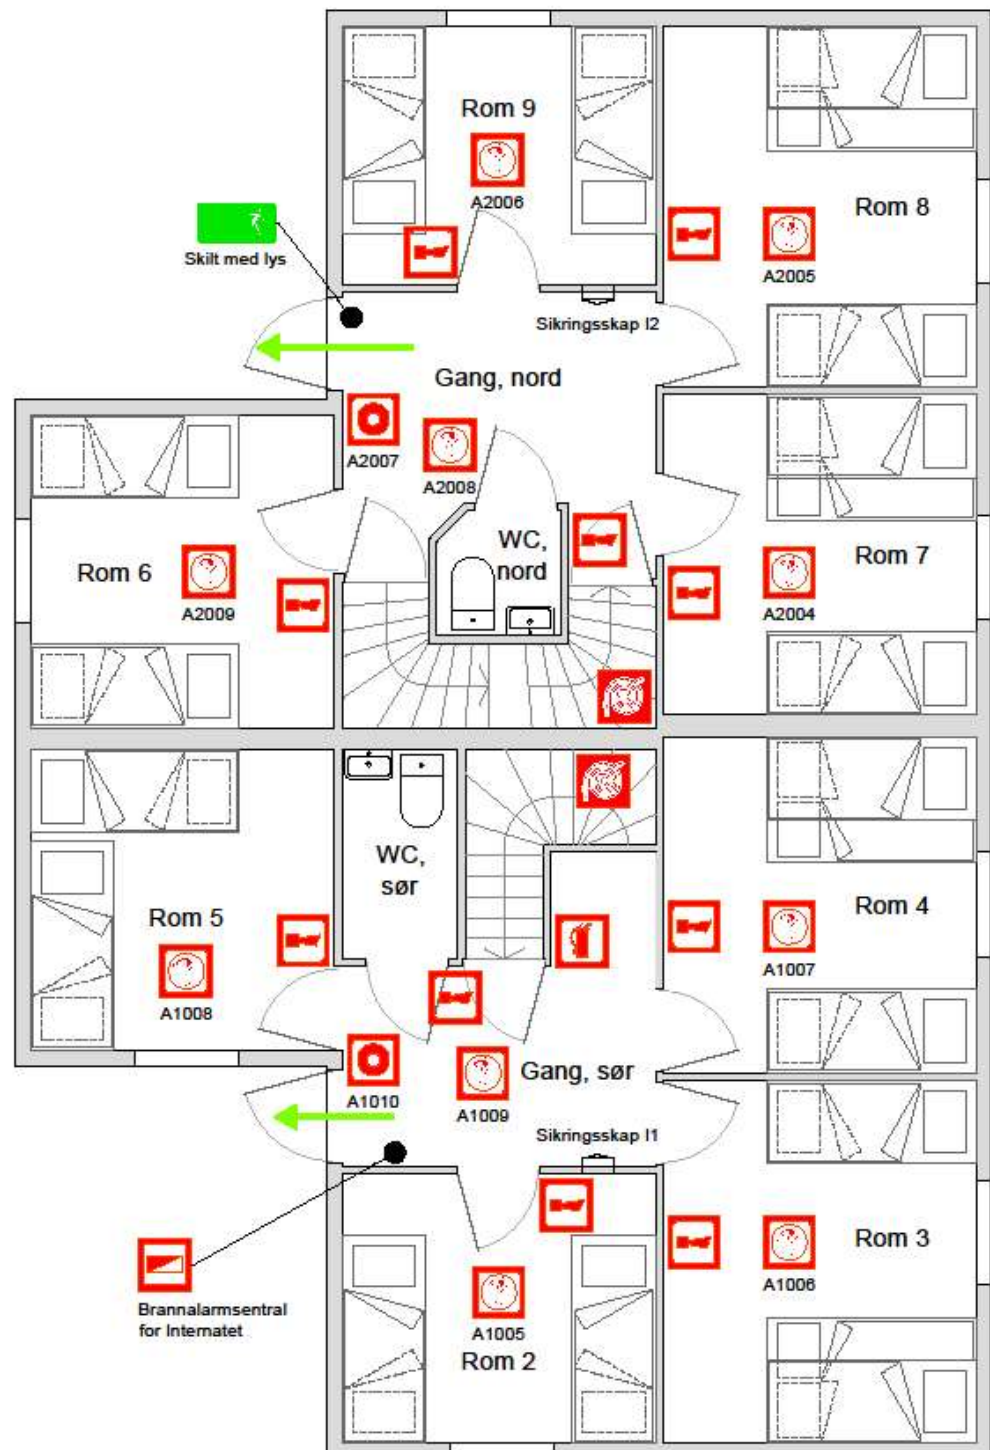 Rom 9
A2006
Rom 8
A2005
Skilt med lys
Sikringsskap I2
Gang, nord
A2007
A2008
WC,
nord
Rom 6
A2009
Rom 7
A2004
WC,
sør
Rom 5
A1008
Rom 4
A1007
Gang, sør
A1010
A1009
Sikringsskap I1
Rom 3
A1006
Brannalarmsentral
for Internatet
A1005
Rom 2